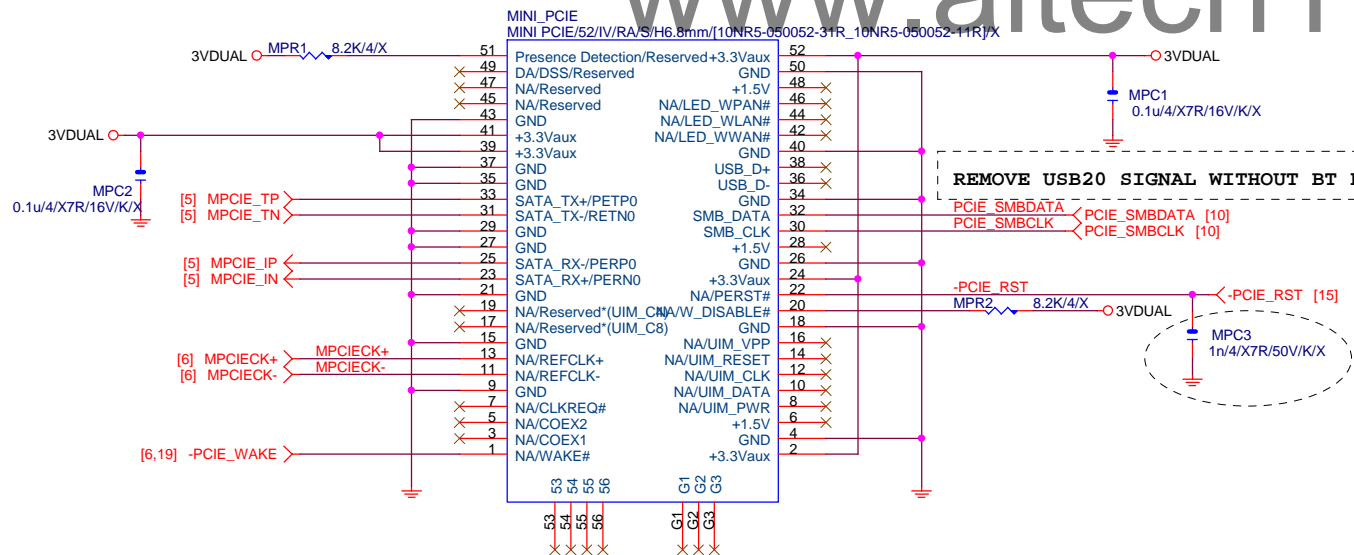 www.aitech1
MINI_PCIE
MINI PCIE/52/IV/RA/S/H6.8mm/[10NR5-050052-31R_10NR5-050052-11R]/X
3VDUAL MPR1 8.2K/4/X 51 Presence Detection/Reserved +3.3Vaux 52 3VDUAL
49 DA/DSS/Reserved GND 50
47 NA/Reserved +1.5V 48
45 NA/Reserved NA/LED_WPAN# 46
MPC1
0.1u/4/X7R/16V/K/X
43 GND NA/LED_WLAN# 44
3VDUAL 41 +3.3Vaux NA/LED_WWAN# 42
39 +3.3Vaux GND 40
37 GND USB_D+ 38
35 GND USB_D- 36
REMOVE USB20 SIGNAL WITHOUT BT
MPC2
0.1u/4/X7R/16V/K/X
[5] MPCIE_TP 33 SATA_TX+/PETP0 GND 34
[5] MPCIE_TN 31 SATA_TX-/RETN0 SMB_DATA 32 PCIE_SMBDATA PCIE_SMBDATA [10]
29 GND SMB_CLK 30 PCIE_SMBCLK PCIE_SMBCLK [10]
27 GND +1.5V 28
[5] MPCIE_IP 25 SATA_RX-/PERP0 GND 26
[5] MPCIE_IN 23 SATA_RX+/PERN0 +3.3Vaux 24
21 GND NA/PERST# 22 -PCIE_RST -PCIE_RST [15]
19 NA/Reserved*(UIM_C4) NA/W_DISABLE# 20 MPR2 8.2K/4/X 3VDUAL
17 NA/Reserved*(UIM_C8) GND 18
MPC3
1n/4/X7R/50V/K/X
15 GND NA/UIM_VPP 16
[6] MPCIECK+ MPCIECK+ 13 NA/REFCLK+ NA/UIM_RESET 14
[6] MPCIECK- MPCIECK- 11 NA/REFCLK- NA/UIM_CLK 12
9 GND NA/UIM_DATA 10
7 NA/CLKREQ# NA/UIM_PWR 8
5 NA/COEX2 +1.5V 6
3 NA/COEX1 GND 4
[6,19] -PCIE_WAKE 1 NA/WAKE# +3.3Vaux 2
53 54 55 56 G1 G2 G3
53 54 55 56 G1 G2 G3